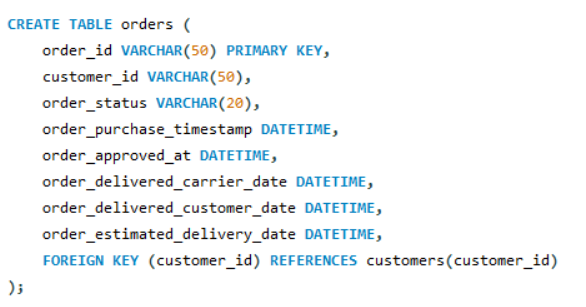 CREATE TABLE orders (
    order_id VARCHAR(50) PRIMARY KEY,
    customer_id VARCHAR(50),
    order_status VARCHAR(20),
    order_purchase_timestamp DATETIME,
    order_approved_at DATETIME,
    order_delivered_carrier_date DATETIME,
    order_delivered_customer_date DATETIME,
    order_estimated_delivery_date DATETIME,
    FOREIGN KEY (customer_id) REFERENCES customers(customer_id)
);